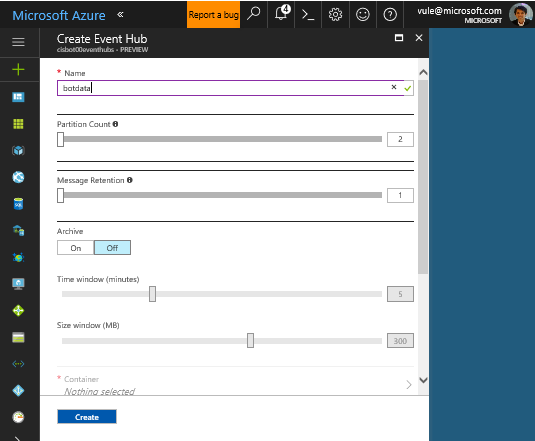 Microsoft Azure «
Report a bug
4
vule@microsoft.com
MICROSOFT
Create Event Hub
cisbot00eventhubs - PREVIEW
* Name
botdata
Partition Count
2
Message Retention
1
Archive
On Off
Time window (minutes)
5
Size window (MB)
300
* Container
Nothing selected
Create